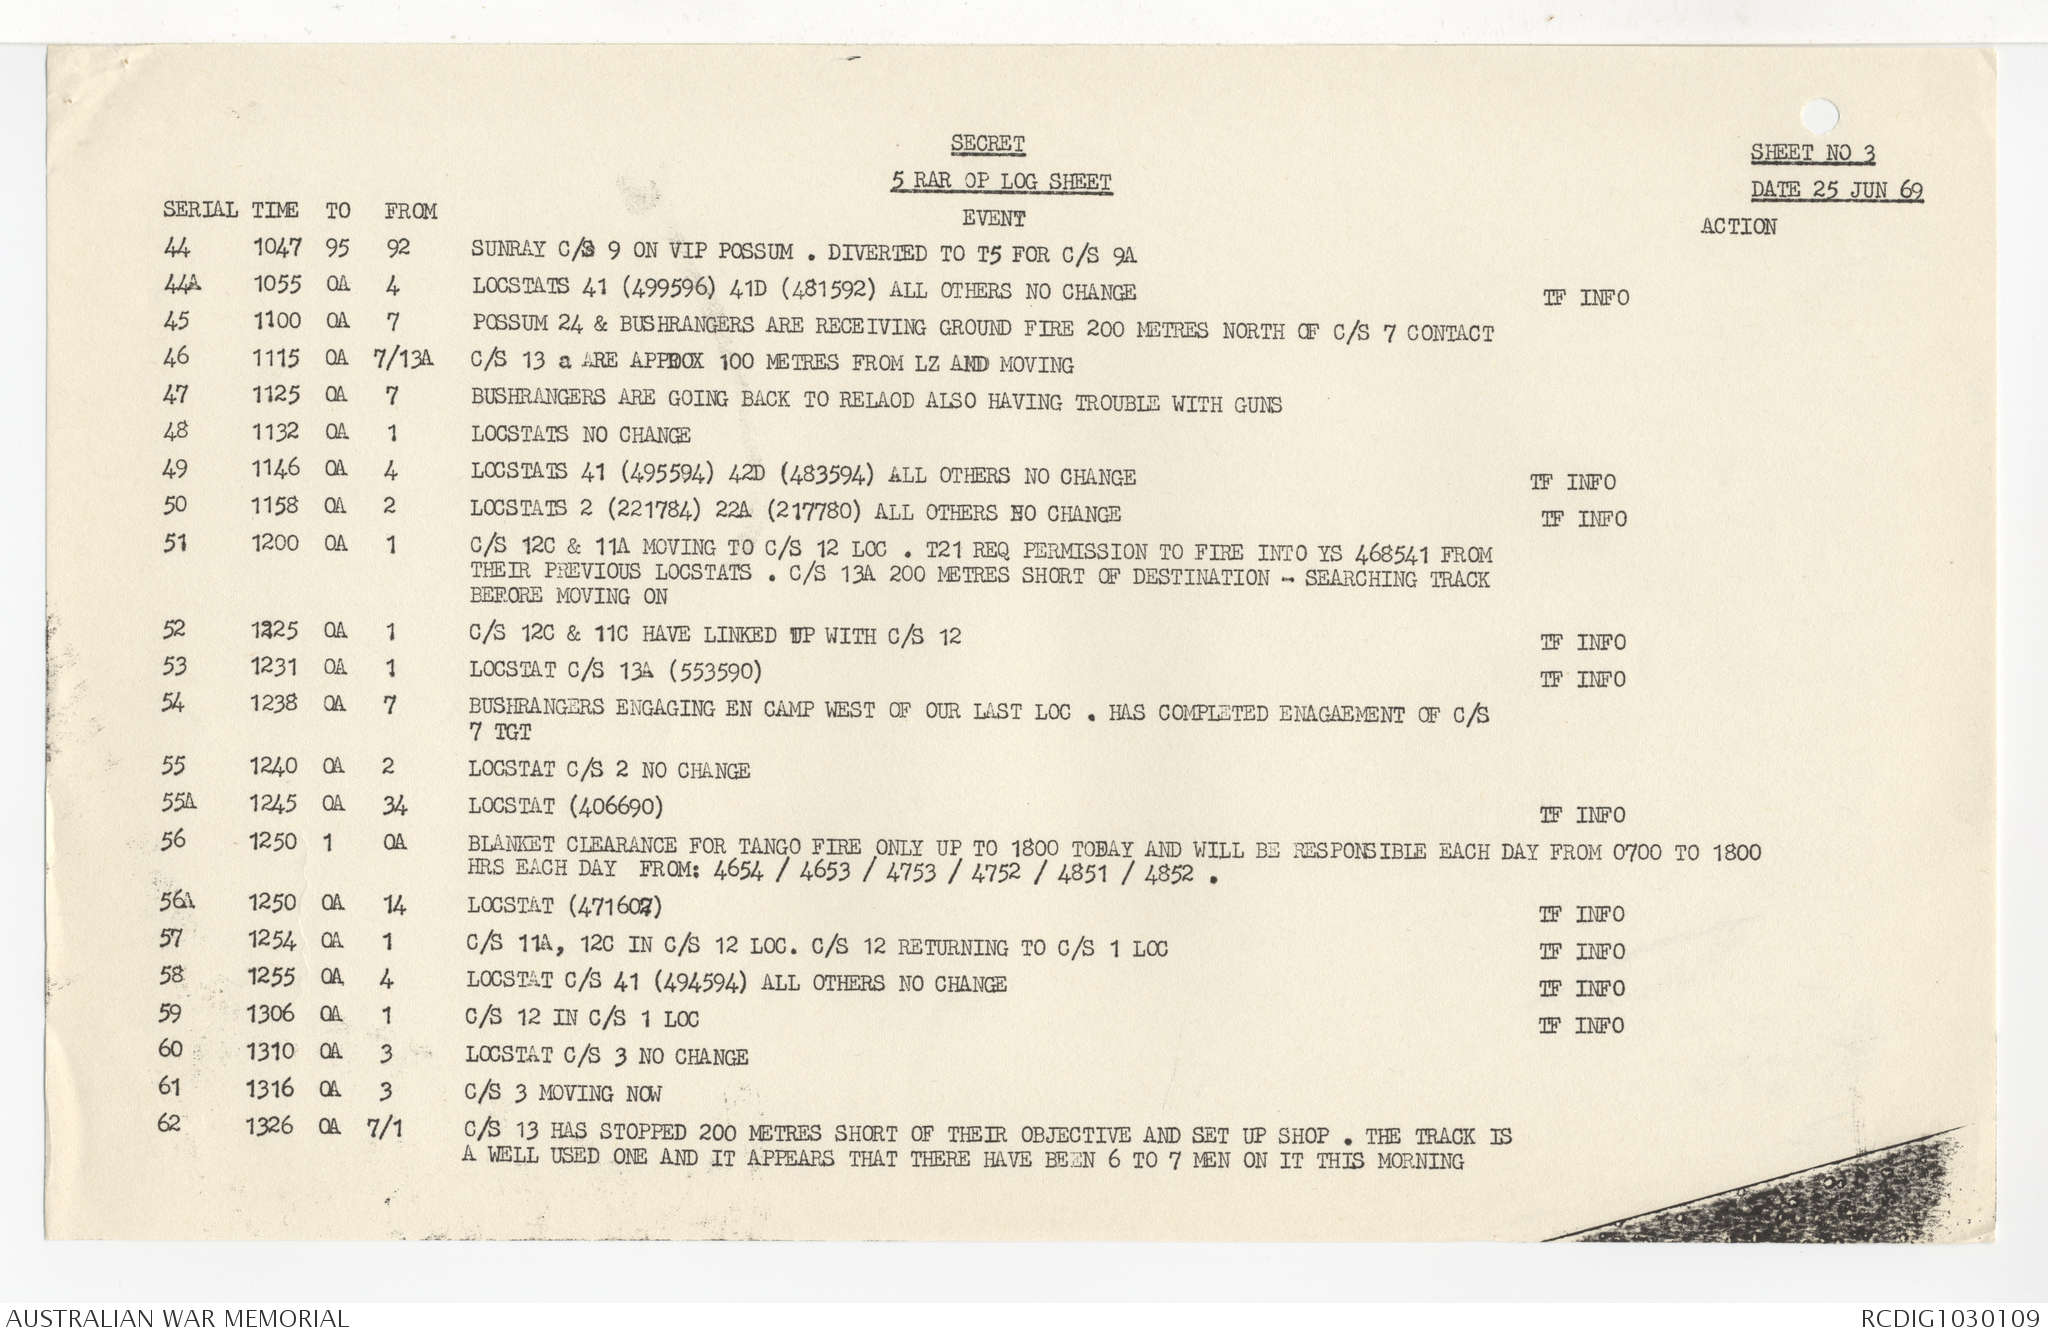 SECRET
5 RAR OP LOG SHEET
SHEET NO 3
DATE 25 JUN 69
SERIAL TIME TO FROM EVENT ACTION
44 1047 95 92 SUNRAY C/S 9 ON VIP POSSUM . DIVERTED TO T5 FOR C/S 9A
44A 1055 OA 4 LOCSTATS 41 (499596) 41D (481592) ALL OTHERS NO CHANGE TF INFO
45 1100 OA 7 POSSUM 24 & BUSHRANGERS ARE RECEIVING GROUND FIRE 200 METRES NORTH OF C/S 7 CONTACT
46 1115 OA 7/13A C/S 13 a ARE APPROX 100 METRES FROM LZ AND MOVING
47 1125 OA 7 BUSHRANGERS ARE GOING BACK TO RELAOD ALSO HAVING TROUBLE WITH GUNS
48 1132 OA 1 LOCSTATS NO CHANGE
49 1146 OA 4 LOCSTATS 41 (495594) 42D (483594) ALL OTHERS NO CHANGE TF INFO
50 1158 OA 2 LOCSTATS 2 (221784) 22A (217780) ALL OTHERS NO CHANGE TF INFO
51 1200 OA 1 C/S 12C & 11A MOVING TO C/S 12 LOC . T21 REQ PERMISSION TO FIRE INTO YS 468541 FROM
THEIR PREVIOUS LOCSTATS . C/S 13A 200 METRES SHORT OF DESTINATION - SEARCHING TRACK
BEFORE MOVING ON
52 1225 OA 1 C/S 12C & 11C HAVE LINKED UP WITH C/S 12 TF INFO
53 1231 OA 1 LOCSTAT C/S 13A (553590) TF INFO
54 1238 OA 7 BUSHRANGERS ENGAGING EN CAMP WEST OF OUR LAST LOC . HAS COMPLETED ENAGAEMENT OF C/S
7 TGT
55 1240 OA 2 LOCSTAT C/S 2 NO CHANGE
55A 1245 OA 34 LOCSTAT (406690) TF INFO
56 1250 1 OA BLANKET CLEARANCE FOR TANGO FIRE ONLY UP TO 1800 TODAY AND WILL BE RESPONSIBLE EACH DAY FROM 0700 TO 1800
HRS EACH DAY FROM: 4654 / 4653 / 4753 / 4752 / 4851 / 4852 .
56A 1250 OA 14 LOCSTAT (471607) TF INFO
57 1254 OA 1 C/S 11A, 12C IN C/S 12 LOC. C/S 12 RETURNING TO C/S 1 LOC TF INFO
58 1255 OA 4 LOCSTAT C/S 41 (494594) ALL OTHERS NO CHANGE TF INFO
59 1306 OA 1 C/S 12 IN C/S 1 LOC TF INFO
60 1310 OA 3 LOCSTAT C/S 3 NO CHANGE
61 1316 OA 3 C/S 3 MOVING NOW
62 1326 OA 7/1 C/S 13 HAS STOPPED 200 METRES SHORT OF THEIR OBJECTIVE AND SET UP SHOP . THE TRACK IS
A WELL USED ONE AND IT APPEARS THAT THERE HAVE BEEN 6 TO 7 MEN ON IT THIS MORNING
AUSTRALIAN WAR MEMORIAL
RCDIG1030109